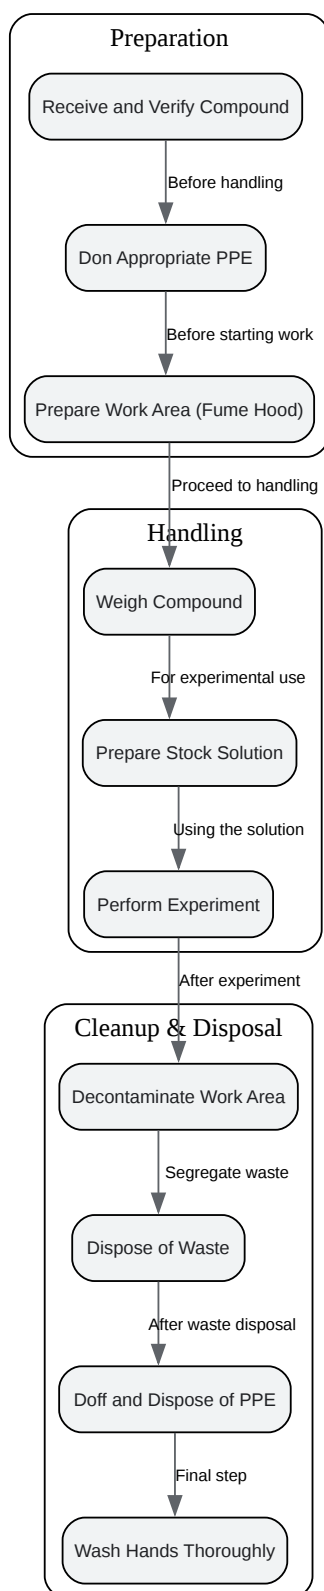 Preparation
Receive and Verify Compound
Before handling
Don Appropriate PPE
Before starting work
Prepare Work Area (Fume Hood)
Proceed to handling
Handling
Weigh Compound
For experimental use
Prepare Stock Solution
Using the solution
Perform Experiment
After experiment
Cleanup & Disposal
Decontaminate Work Area
Segregate waste
Dispose of Waste
After waste disposal
Doff and Dispose of PPE
Final step
Wash Hands Thoroughly